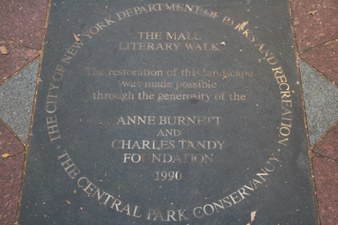 THE CITY OF NEW YORK DEPARTMENT OF PARKS AND RECREATION
THE MALL
LITERARY WALK
The restoration of this landscape
was made possible
through the generosity of the
ANNE BURNETT
AND
CHARLES TANDY
FOUNDATION
1990
THE CENTRAL PARK CONSERVANCY